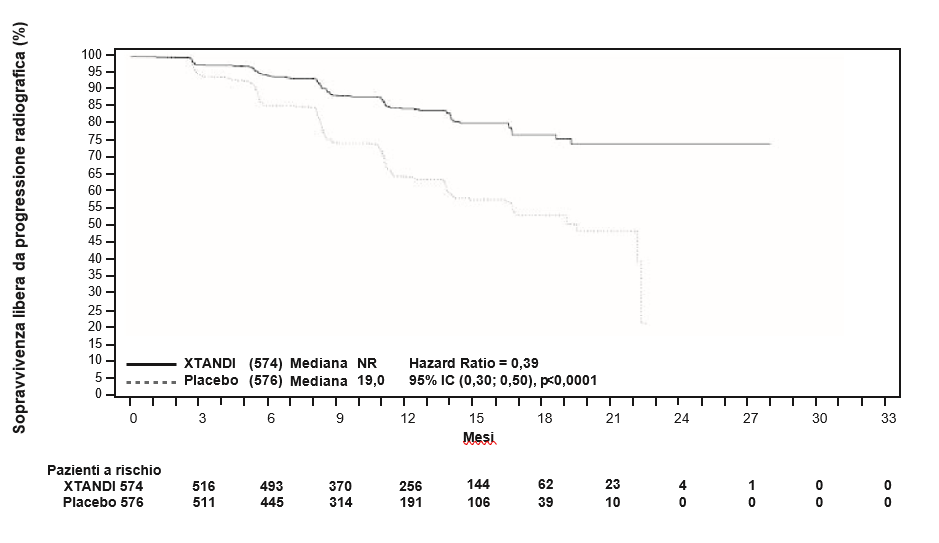 Sopravvivenza libera da progressione radiografica (%)
100
95
90
85
80
75
70
65
60
55
50
45
40
35
30
25
20
15
10
5
0
XTANDI (574) Mediana NR Hazard Ratio = 0,39
Placebo (576) Mediana 19,0 95% IC (0,30; 0,50), p<0,0001
0 3 6 9 12 15 18 21 24 27 30 33
Mesi
Pazienti a rischio
XTANDI 574 516 493 370 256 144 62 23 4 1 0 0
Placebo 576 511 445 314 191 106 39 10 0 0 0 0